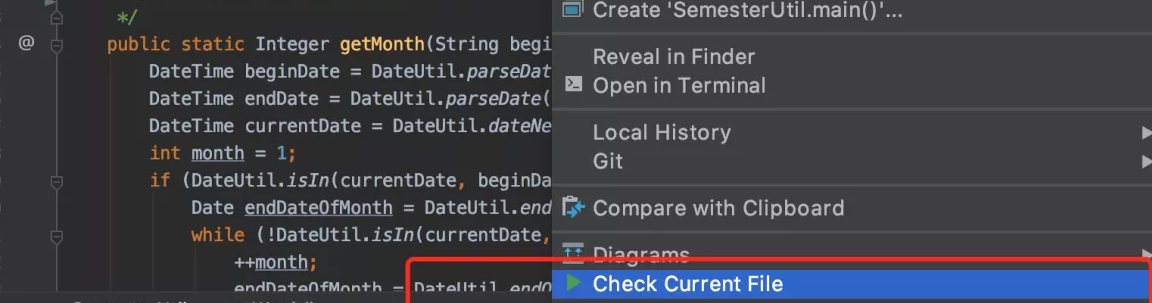 */
@ public static Integer getMonth(String begi
DateTime beginDate = DateUtil.parseDat
DateTime endDate = DateUtil.parseDate(
DateTime currentDate = DateUtil.dateNe
int month = 1;
if (DateUtil.isIn(currentDate, beginDa
Date endDateOfMonth = DateUtil.end
while (!DateUtil.isIn(currentDate,
++month;
endDateOfMonth = DateUtil.endO
Create 'SemesterUtil.main()'...
Reveal in Finder
Open in Terminal
Local History
Git
Compare with Clipboard
Diagrams
Check Current File